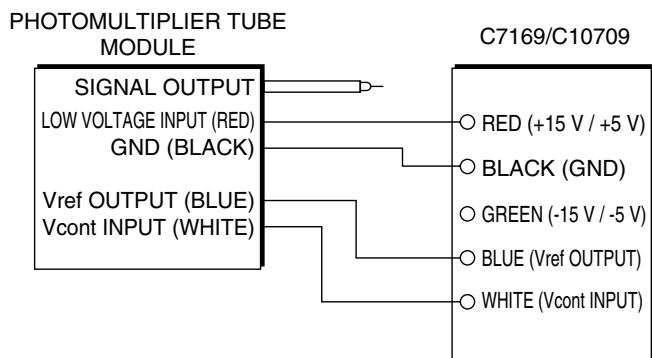 PHOTOMULTIPLIER TUBE
MODULE
SIGNAL OUTPUT
LOW VOLTAGE INPUT (RED)
GND (BLACK)
Vref OUTPUT (BLUE)
Vcont INPUT (WHITE)
C7169/C10709
RED (+15 V / +5 V)
BLACK (GND)
GREEN (-15 V / -5 V)
BLUE (Vref OUTPUT)
WHITE (Vcont INPUT)